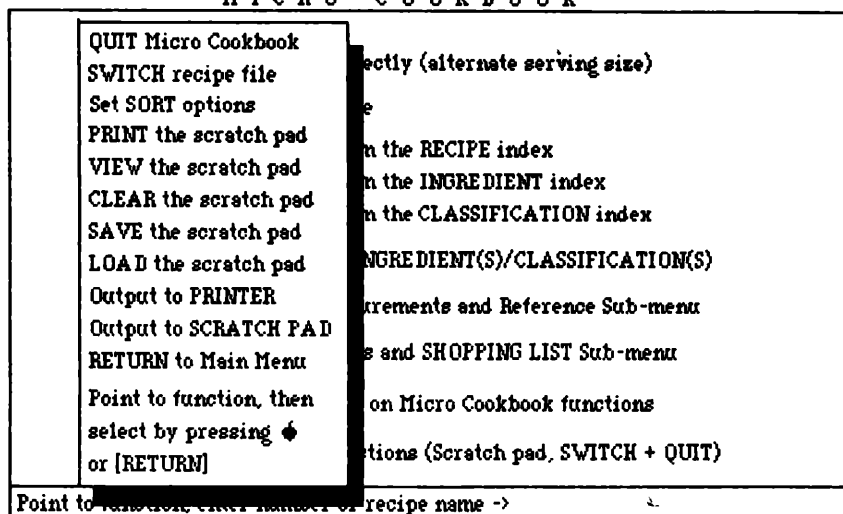 MICRO COOKBOOK
QUIT Micro Cookbook
SWITCH recipe file
Set SORT options
PRINT the scratch pad
VIEW the scratch pad
CLEAR the scratch pad
SAVE the scratch pad
LOAD the scratch pad
Output to PRINTER
Output to SCRATCH PAD
RETURN to Main Menu
Point to function, then
select by pressing
or [RETURN]
ectly (alternate serving size)
e
n the RECIPE index
n the INGREDIENT index
m the CLASSIFICATION index
NGREDIENT(S)/CLASSIFICATION(S)
urements and Reference Sub-menu
s and SHOPPING LIST Sub-menu
on Micro Cookbook functions
ctions (Scratch pad, SWITCH + QUIT)
Point to recipe name ->